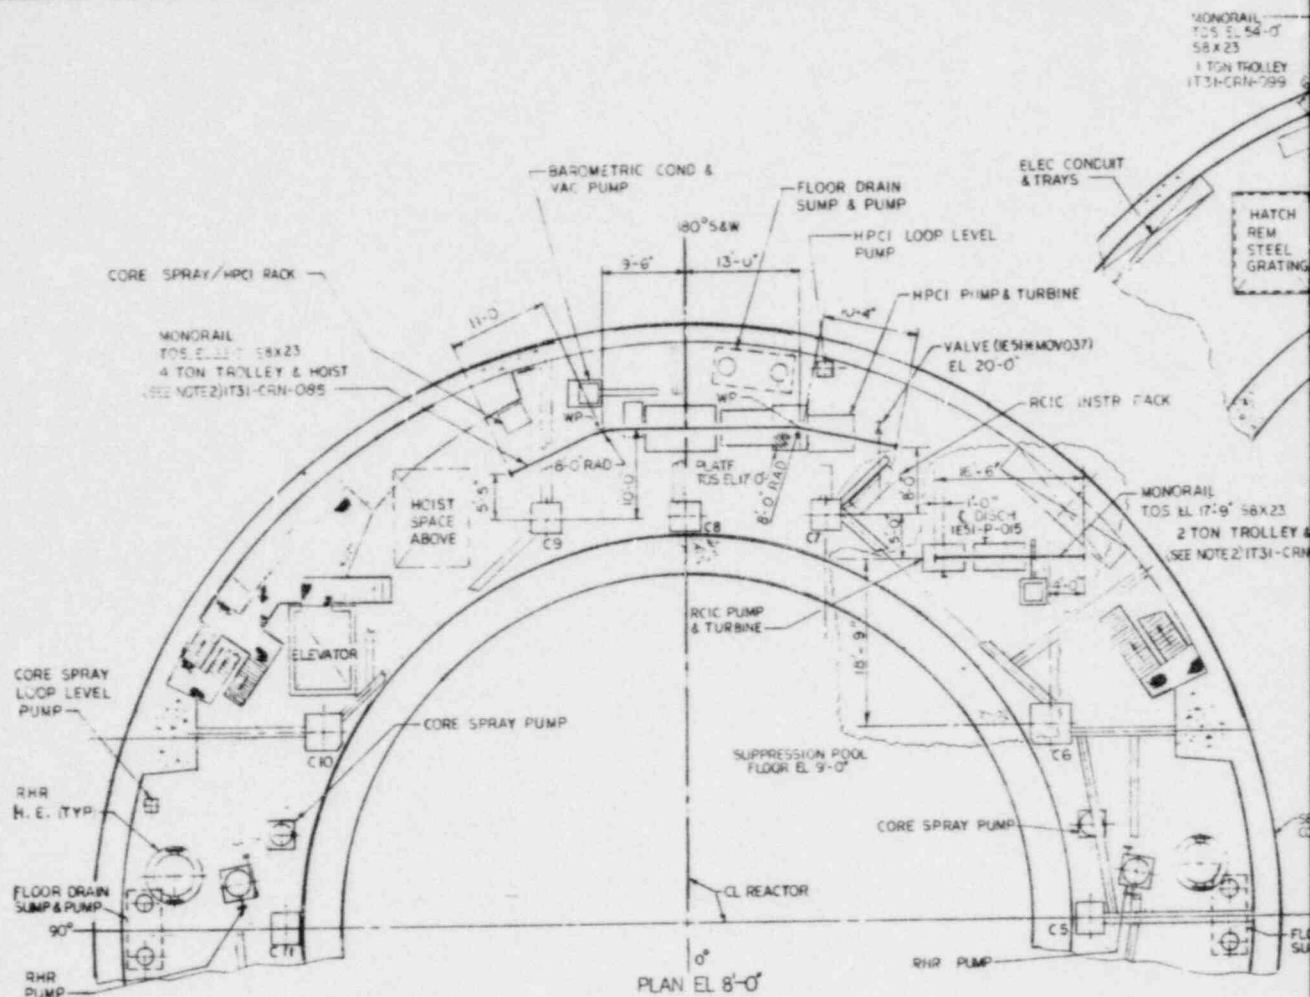 MONORAIL
TOS EL 54'-0"
S8X23
1 TON TROLLEY
1T31-CRN-099
ELEC CONDUIT
& TRAYS
HATCH
REM
STEEL
GRATING
BAROMETRIC COND &
VAC PUMP
FLOOR DRAIN
SUMP & PUMP
180° S&W
HPCI LOOP LEVEL
PUMP
9'-6"
13'-0"
CORE SPRAY/HPCI RACK
HPCI PUMP & TURBINE
11'-0
10'-4"
MONORAIL
TOS. EL. S8X23
4 TON TROLLEY & HOIST
(SEE NOTE 2) 1T31-CRN-085
VALVE (1E51*MOV037)
EL 20'-0"
RCIC INSTR RACK
WP
WP
8'-0" RAD
PLATF
TOS EL 17'-0"
8'-0" RAD
10'-0
5'-5"
8'-0"
16'-6"
HOIST
SPACE
ABOVE
C9
C8
C7
1'-0"
DISCH
1E51-P-015
5'-0
MONORAIL
TOS EL 17'-9" S8X23
2 TON TROLLEY &
(SEE NOTE 2) 1T31-CRN
RCIC PUMP
& TURBINE
18'-9"
ELEVATOR
CORE SPRAY
LOOP LEVEL
PUMP
CORE SPRAY PUMP
C10
SUPPRESSION POOL
FLOOR EL 9'-0"
C6
RHR
H. E. (TYP)
CORE SPRAY PUMP
FLOOR DRAIN
SUMP & PUMP
CL REACTOR
90°
C11
C5
RHR
PUMP
0°
RHR PUMP
PLAN EL 8'-0"